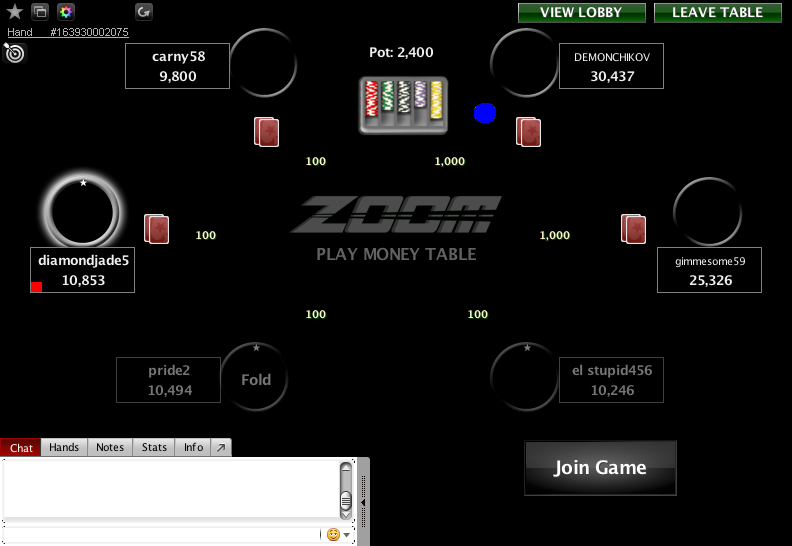 VIEW LOBBY
LEAVE TABLE
Hand #163930002075
carny58
9,800
Pot: 2,400
DEMONCHIKOV
30,437
100
1,000
diamondjade5
10,853
100
ZOOM
PLAY MONEY TABLE
1,000
gimmesome59
25,326
100
100
pride2
10,494
Fold
el stupid456
10,246
Chat
Hands
Notes
Stats
Info
Join Game